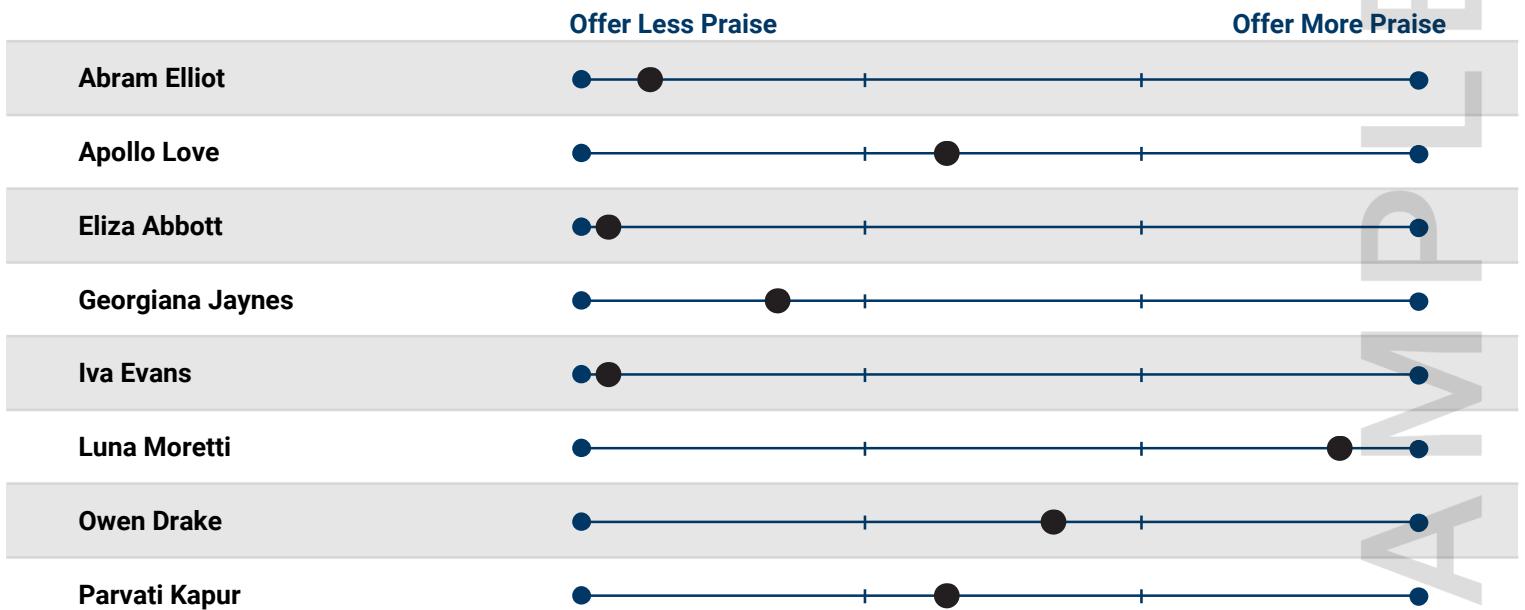 Offer Less Praise Offer More Praise
Abram Elliot
Apollo Love
Eliza Abbott
Georgiana Jaynes
Iva Evans
Luna Moretti
Owen Drake
Parvati Kapur
A M P L E